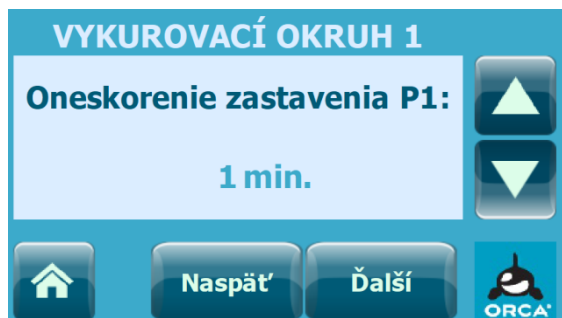 VYKUROVACÍ OKRUH 1
Oneskorenie zastavenia P1:
1 min.
Naspäť
Ďalší
ORCA